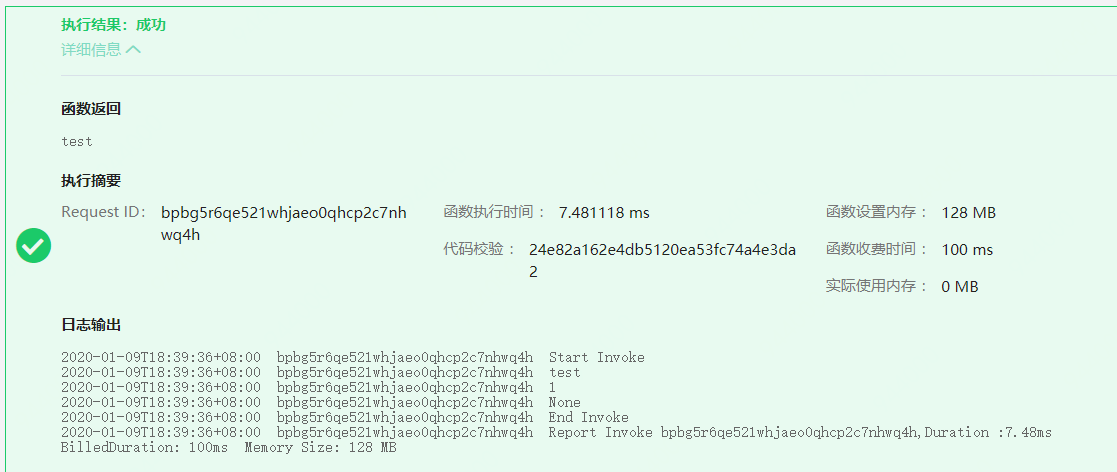 执行结果：成功
详细信息
函数返回
test
执行摘要
Request ID： bpbg5r6qe521whjaeo0qhcp2c7nh
wq4h
函数执行时间： 7.481118 ms
代码校验： 24e82a162e4db5120ea53fc74a4e3da
2
函数设置内存： 128 MB
函数收费时间： 100 ms
实际使用内存： 0 MB
日志输出
2020-01-09T18:39:36+08:00 bpbg5r6qe521whjaeo0qhcp2c7nhwq4h Start Invoke
2020-01-09T18:39:36+08:00 bpbg5r6qe521whjaeo0qhcp2c7nhwq4h test
2020-01-09T18:39:36+08:00 bpbg5r6qe521whjaeo0qhcp2c7nhwq4h 1
2020-01-09T18:39:36+08:00 bpbg5r6qe521whjaeo0qhcp2c7nhwq4h None
2020-01-09T18:39:36+08:00 bpbg5r6qe521whjaeo0qhcp2c7nhwq4h End Invoke
2020-01-09T18:39:36+08:00 bpbg5r6qe521whjaeo0qhcp2c7nhwq4h Report Invoke bpbg5r6qe521whjaeo0qhcp2c7nhwq4h,Duration :7.48ms
BilledDuration: 100ms Memory Size: 128 MB